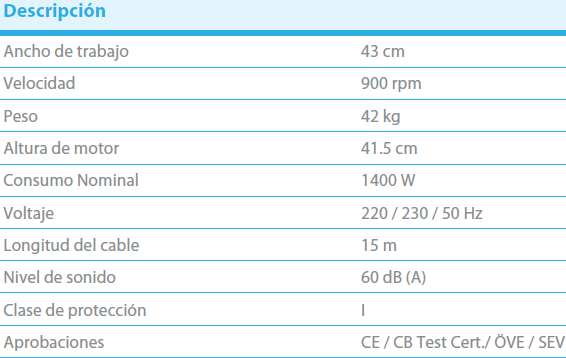 Descripción
Ancho de trabajo 43 cm
Velocidad 900 rpm
Peso 42 kg
Altura de motor 41.5 cm
Consumo Nominal 1400 W
Voltaje 220 / 230 / 50 Hz
Longitud del cable 15 m
Nivel de sonido 60 dB (A)
Clase de protección I
Aprobaciones CE / CB Test Cert./ ÖVE / SEV